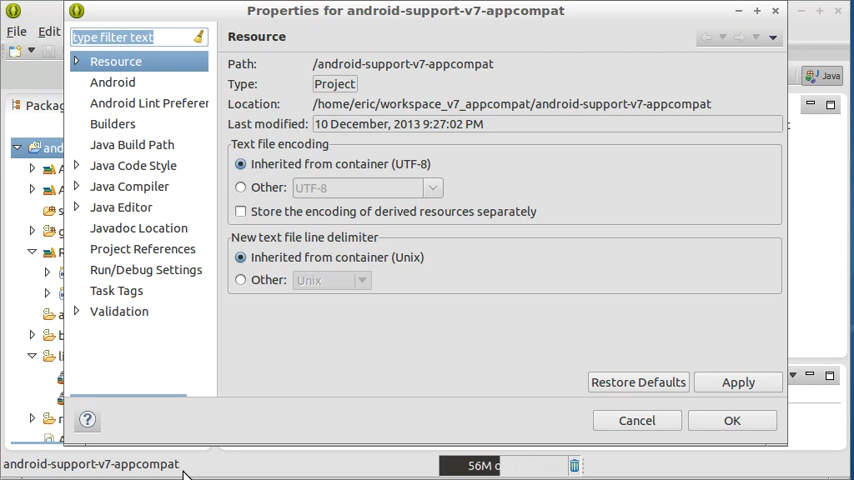 Properties for android-support-v7-appcompat
File
Edit
type filter text
Resource
Android
Android Lint Preferen
Builders
Java Build Path
Java Code Style
Java Compiler
Java Editor
Javadoc Location
Project References
Run/Debug Settings
Task Tags
Validation
Resource
Path: /android-support-v7-appcompat
Type: Project
Location: /home/eric/workspace_v7_appcompat/android-support-v7-appcompat
Last modified: 10 December, 2013 9:27:02 PM
Text file encoding
Inherited from container (UTF-8)
Other: UTF-8
Store the encoding of derived resources separately
New text file line delimiter
Inherited from container (Unix)
Other: Unix
Restore Defaults
Apply
Cancel
OK
Java
Packag
and
android-support-v7-appcompat
56M o